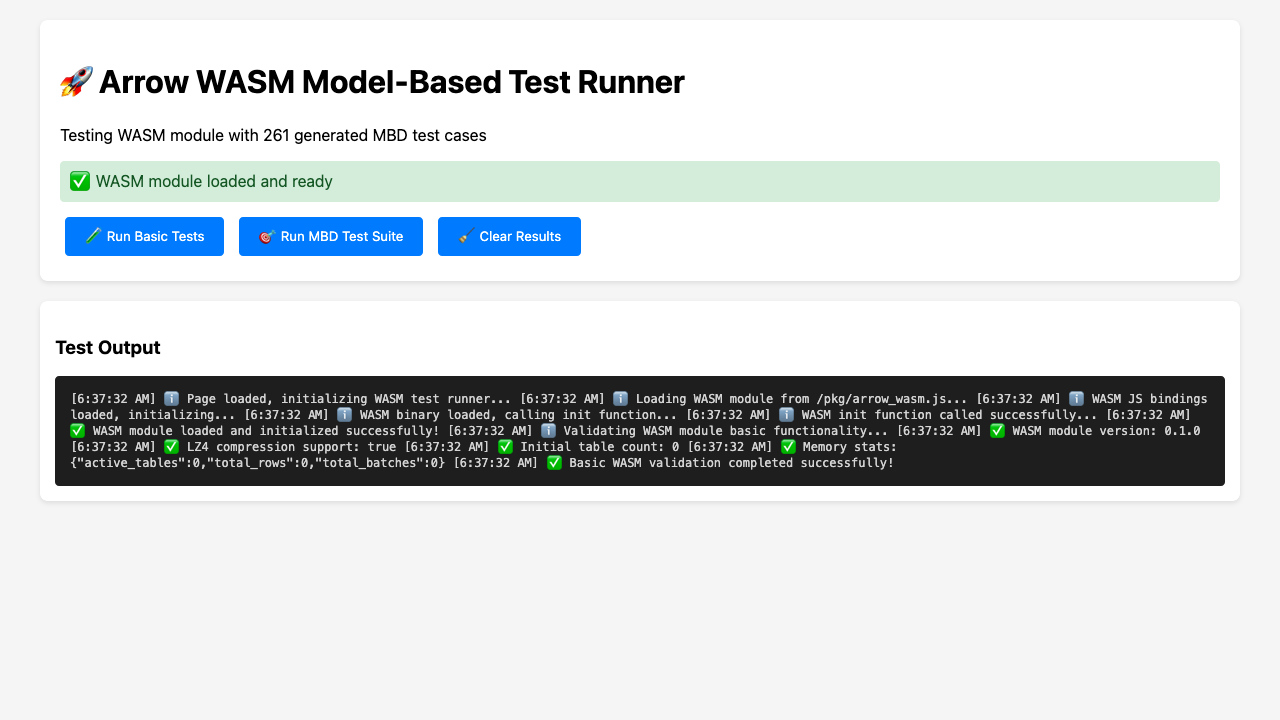 🚀 Arrow WASM Model-Based Test Runner
Testing WASM module with 261 generated MBD test cases
✅ WASM module loaded and ready
🧪 Run Basic Tests
🎯 Run MBD Test Suite
🧹 Clear Results
Test Output
[6:37:32 AM] ℹ️ Page loaded, initializing WASM test runner... [6:37:32 AM] ℹ️ Loading WASM module from /pkg/arrow_wasm.js... [6:37:32 AM] ℹ️ WASM JS bindings
loaded, initializing... [6:37:32 AM] ℹ️ WASM binary loaded, calling init function... [6:37:32 AM] ℹ️ WASM init function called successfully... [6:37:32 AM]
✅ WASM module loaded and initialized successfully! [6:37:32 AM] ℹ️ Validating WASM module basic functionality... [6:37:32 AM] ✅ WASM module version: 0.1.0
[6:37:32 AM] ✅ LZ4 compression support: true [6:37:32 AM] ✅ Initial table count: 0 [6:37:32 AM] ✅ Memory stats:
{"active_tables":0,"total_rows":0,"total_batches":0} [6:37:32 AM] ✅ Basic WASM validation completed successfully!